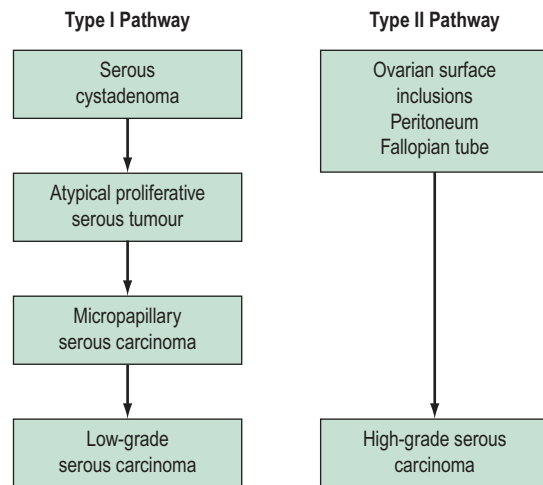 Type I Pathway
Serous
cystadenoma
Atypical proliferative
serous tumour
Micropapillary
serous carcinoma
Low-grade
serous carcinoma
Type II Pathway
Ovarian surface
inclusions
Peritoneum
Fallopian tube
High-grade serous
carcinoma